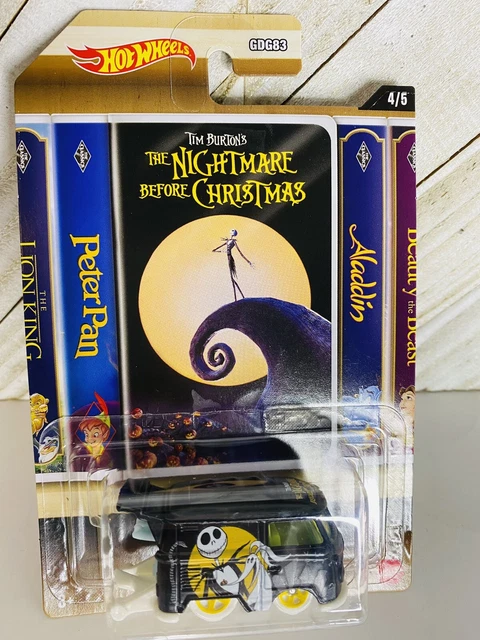 HOT WHEELS
GDG83
4/5
TIM BURTON'S
THE NIGHTMARE
BEFORE CHRISTMAS
THE
LION KING
Peter Pan
Aladdin
Beauty the Beast